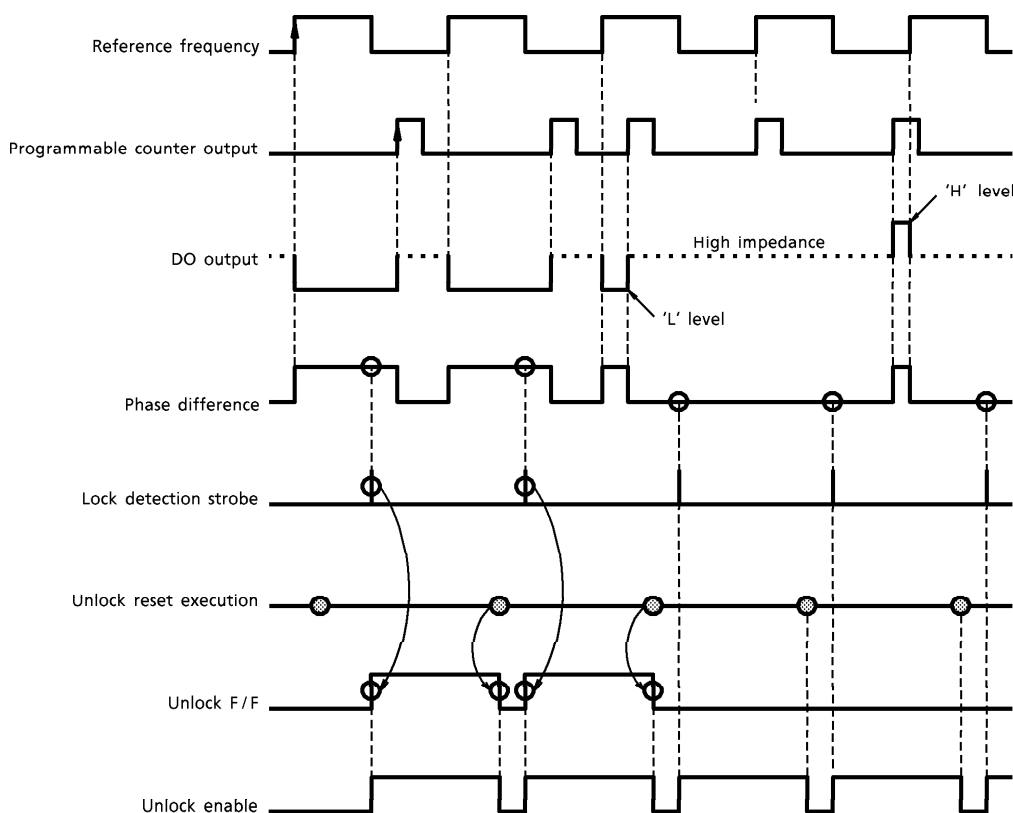 Reference frequency
Programmable counter output
'H' level
High impedance
DO output
'L' level
Phase difference
Lock detection strobe
Unlock reset execution
Unlock F/F
Unlock enable